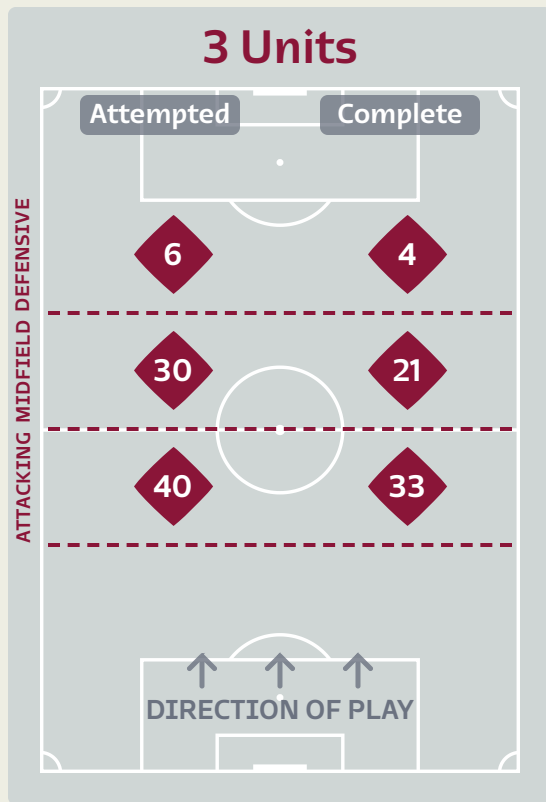 3 Units
Attempted Complete
ATTACKING MIDFIELD DEFENSIVE
6 4
30 21
40 33
DIRECTION OF PLAY